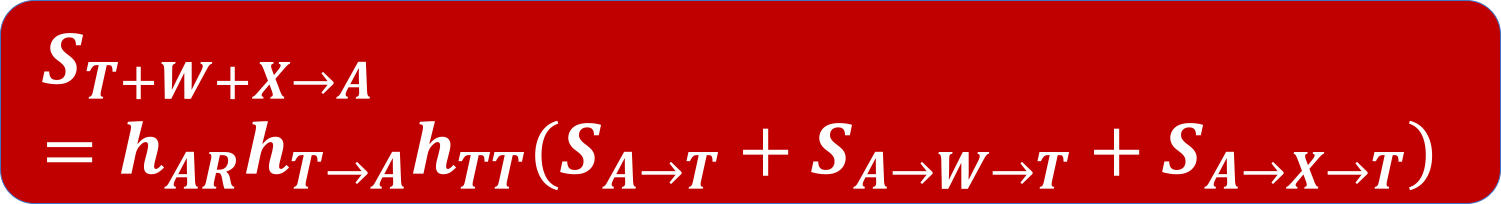 S_{T+W+X→A}
= h_{AR}h_{T→A}h_{TT}(S_{A→T} + S_{A→W→T} + S_{A→X→T})